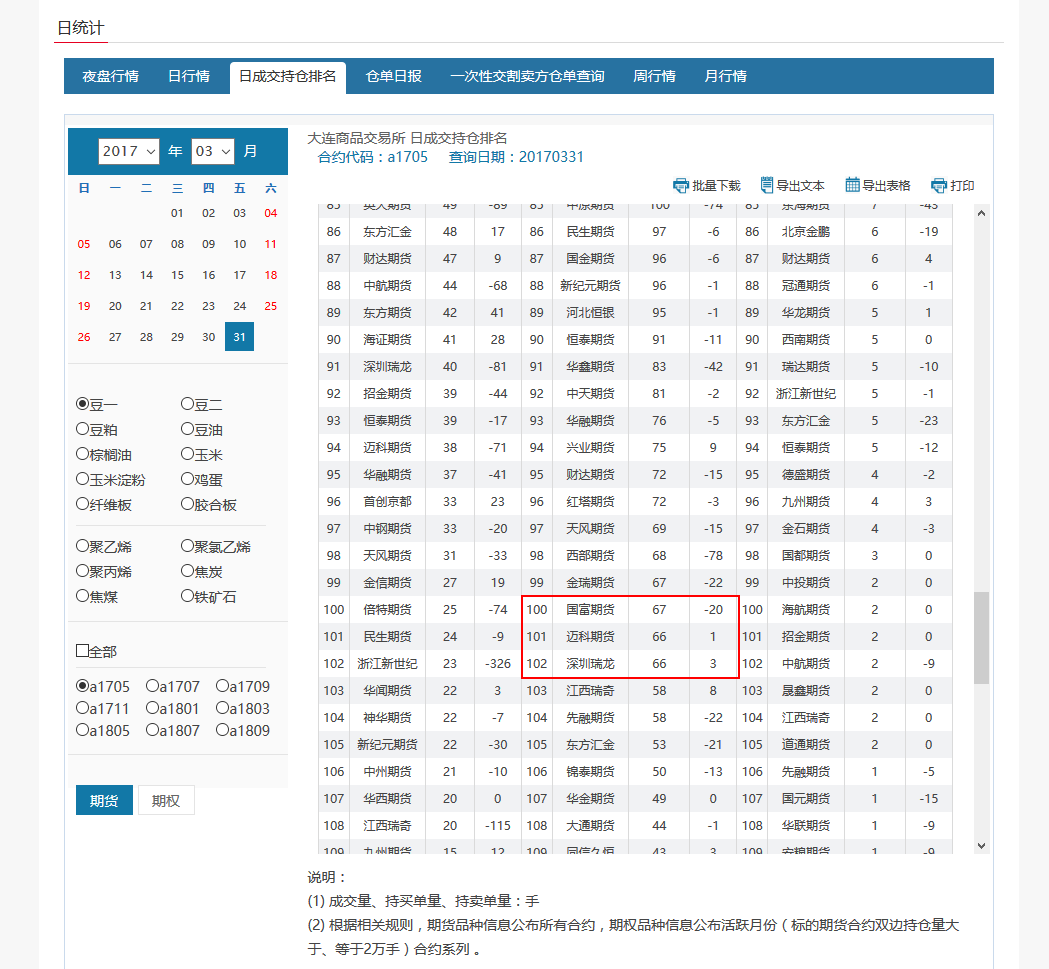 日统计
夜盘行情 日行情 日成交持仓排名 仓单日报 一次性交割卖方仓单查询 周行情 月行情
2017 年 03 月
日 一 二 三 四 五 六
01 02 03 04
05 06 07 08 09 10 11
12 13 14 15 16 17 18
19 20 21 22 23 24 25
26 27 28 29 30 31
豆一 豆二
豆粕 豆油
棕榈油 玉米
玉米淀粉 鸡蛋
纤维板 胶合板
聚乙烯 聚氯乙烯
聚丙烯 焦炭
焦煤 铁矿石
全部
a1705 a1707 a1709
a1711 a1801 a1803
a1805 a1807 a1809
期货 期权
大连商品交易所 日成交持仓排名
合约代码：a1705 查询日期：20170331
批量下载 导出文本 导出表格 打印
85 英大期货 49 -89 85 中原期货 100 -74 85 东海期货 7 -43
86 东方汇金 48 17 86 民生期货 97 -6 86 北京金鹏 6 -19
87 财达期货 47 9 87 国金期货 96 -6 87 财达期货 6 4
88 中航期货 44 -68 88 新纪元期货 96 -1 88 冠通期货 6 -1
89 东方期货 42 41 89 河北恒银 95 -1 89 华龙期货 5 1
90 海证期货 41 28 90 恒泰期货 91 -11 90 西南期货 5 0
91 深圳瑞龙 40 -81 91 华鑫期货 83 -42 91 瑞达期货 5 -10
92 招金期货 39 -44 92 中天期货 81 -2 92 浙江新世纪 5 -1
93 恒泰期货 39 -17 93 华融期货 76 -5 93 东方汇金 5 -23
94 迈科期货 38 -71 94 兴业期货 75 9 94 恒泰期货 5 -12
95 华融期货 37 -41 95 财达期货 72 -15 95 德盛期货 4 -2
96 首创京都 33 23 96 红塔期货 72 -3 96 九州期货 4 3
97 中钢期货 33 -20 97 天风期货 69 -15 97 金石期货 4 -3
98 天风期货 31 -33 98 西部期货 68 -78 98 国都期货 3 0
99 金信期货 27 19 99 金瑞期货 67 -22 99 中投期货 2 0
100 倍特期货 25 -74 100 国富期货 67 -20 100 海航期货 2 0
101 民生期货 24 -9 101 迈科期货 66 1 101 招金期货 2 0
102 浙江新世纪 23 -326 102 深圳瑞龙 66 3 102 中航期货 2 -9
103 华闻期货 22 3 103 江西瑞奇 58 8 103 晟鑫期货 2 0
104 神华期货 22 -7 104 先融期货 58 -22 104 江西瑞奇 2 0
105 新纪元期货 22 -30 105 东方汇金 53 -21 105 道通期货 2 0
106 中州期货 21 -10 106 锦泰期货 50 -13 106 先融期货 1 -5
107 华西期货 20 0 107 华金期货 49 0 107 国元期货 1 -15
108 江西瑞奇 20 -115 108 大通期货 44 -1 108 华联期货 1 -9
109 九州期货 15 12 109 同信久恒 43 3 109 安粮期货 1 -9
说明：
(1) 成交量、持买单量、持卖单量：手
(2) 根据相关规则，期货品种信息公布所有合约，期权品种信息公布活跃月份（标的期货合约双边持仓量大
于、等于2万手）合约系列 。